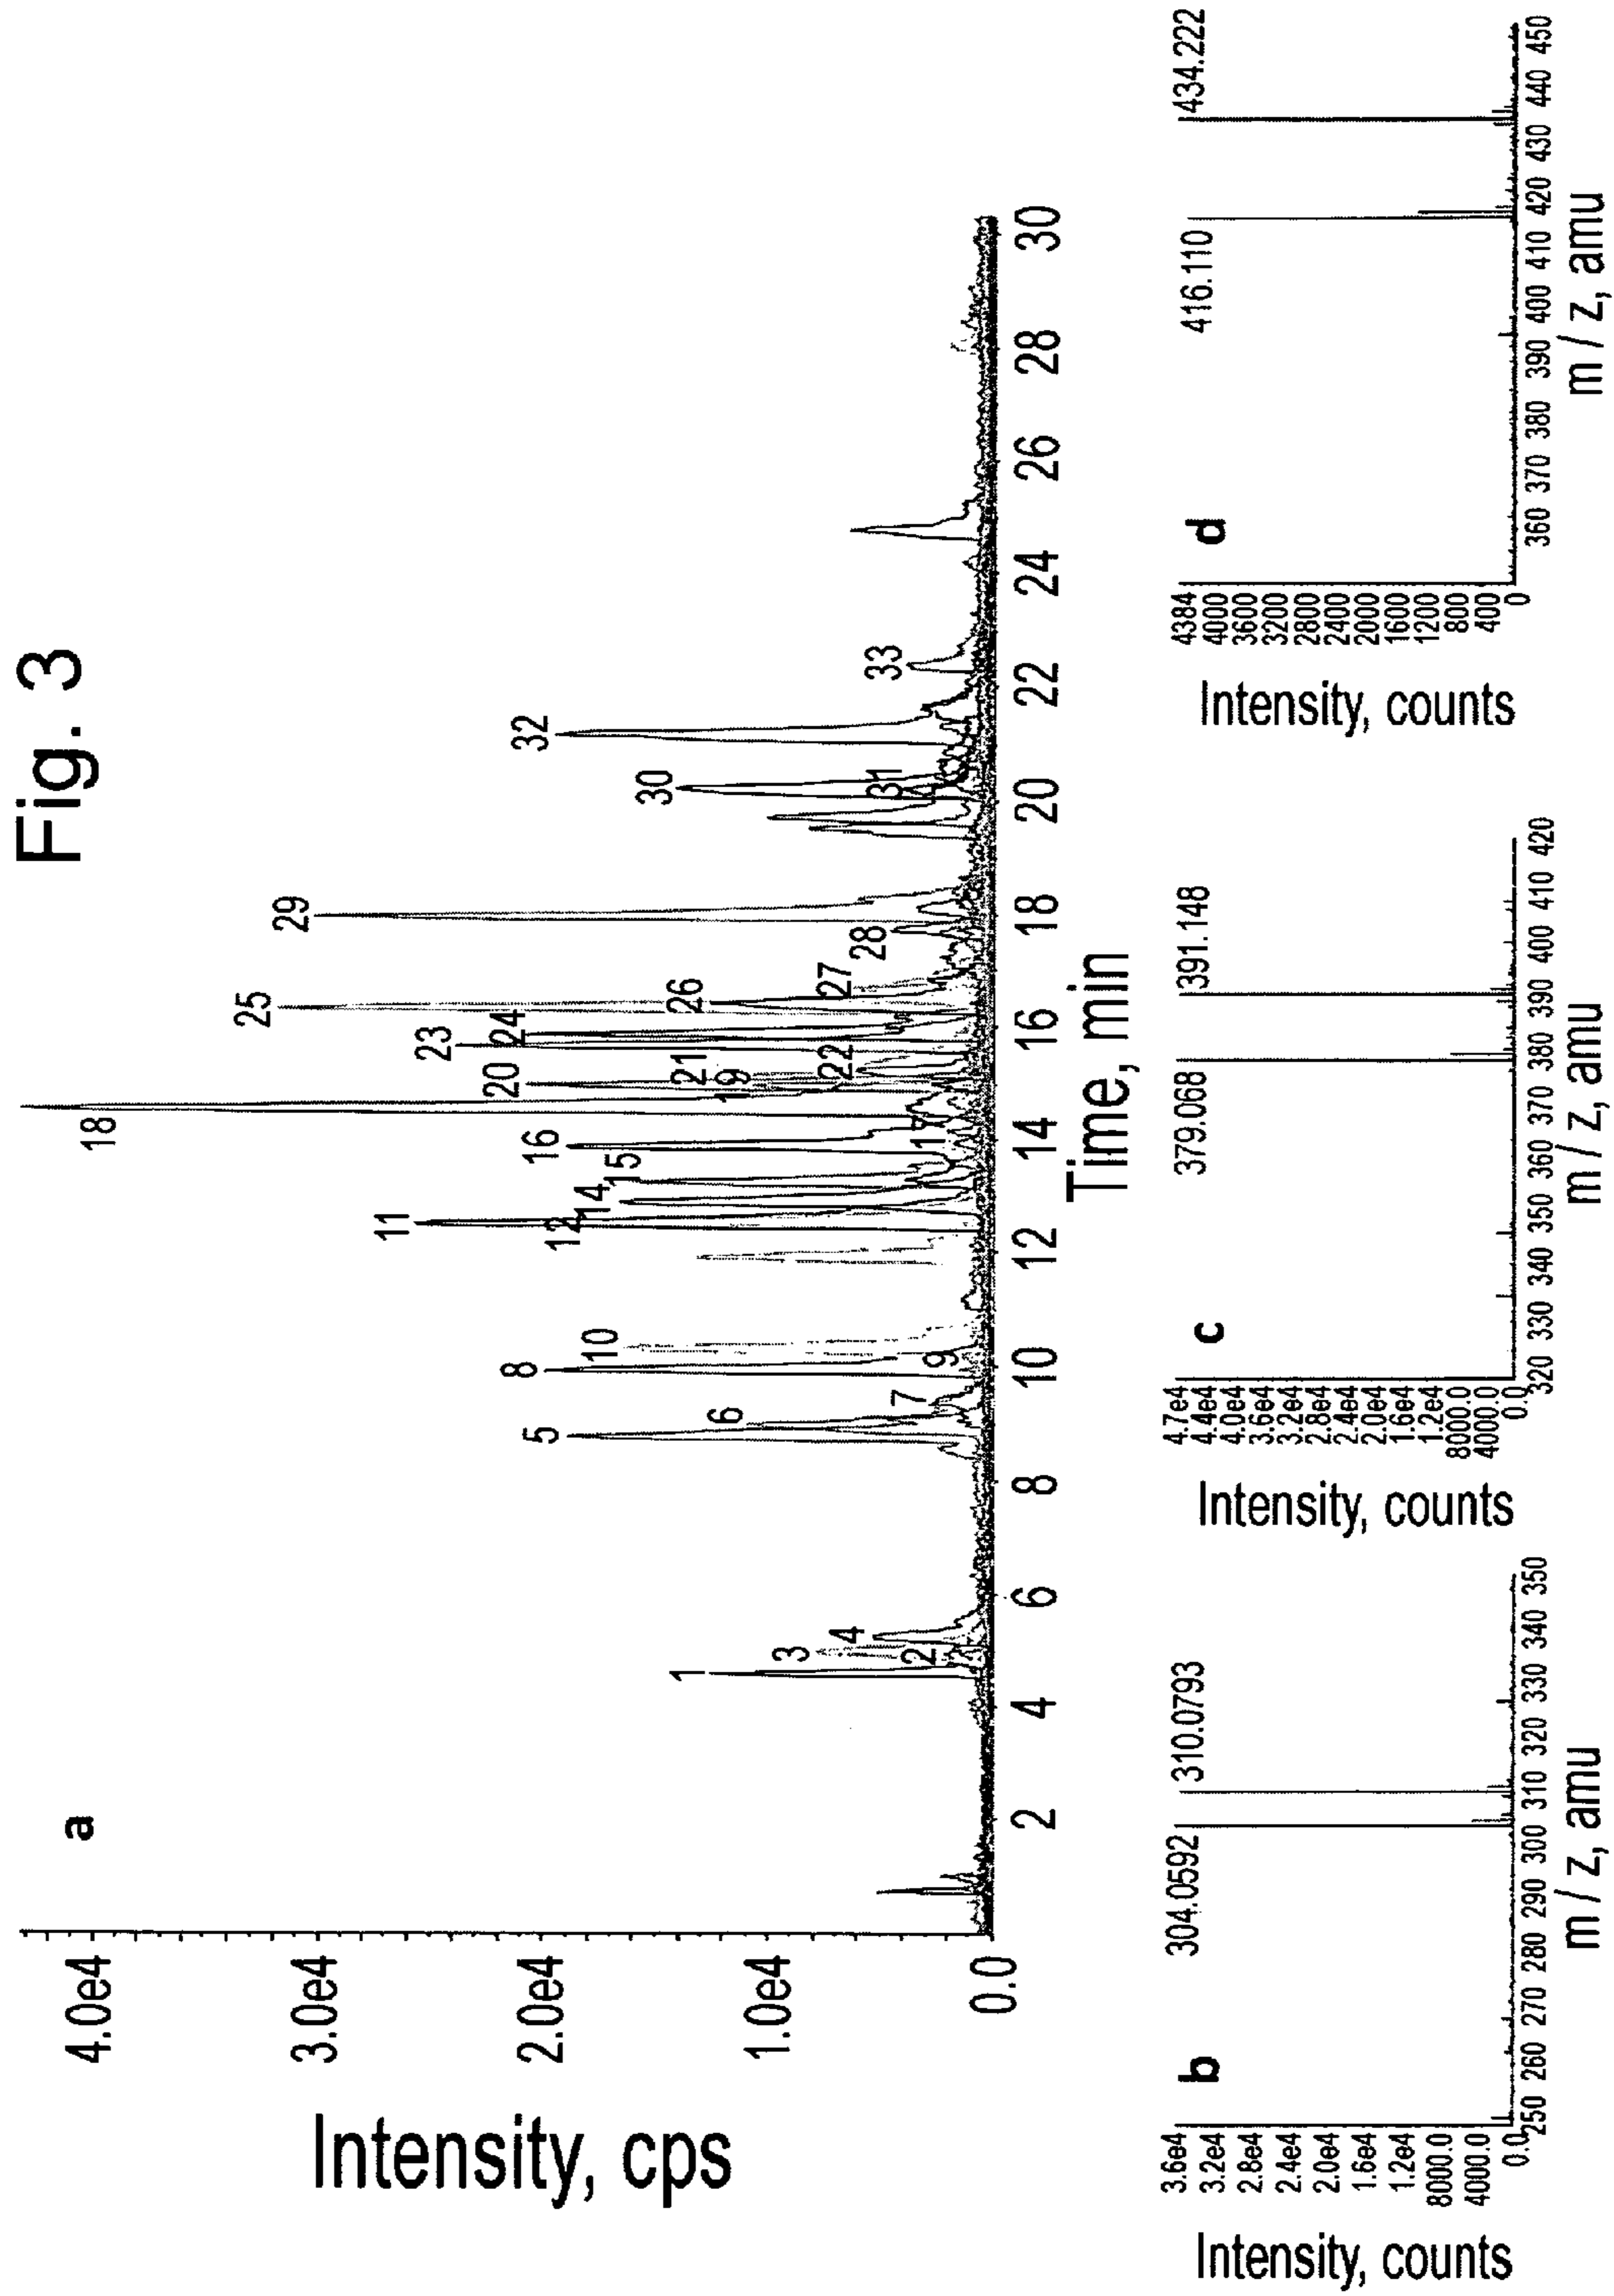 Fig. 3
a
Intensity, cps
4.0e4
3.0e4
2.0e4
1.0e4
0.0
1
2
3
4
5
6
7
8
9
10
11
12
14
15
16
17
18
19
20
21
22
23
24
25
26
27
28
29
30
31
32
33
2 4 6 8 10 12 14 16 18 20 22 24 26 28 30
Time, min
b
Intensity, counts
3.6e4
3.2e4
2.8e4
2.4e4
2.0e4
1.6e4
1.2e4
8000.0
4000.0
0.0
304.0592
310.0793
250 260 270 280 290 300 310 320 330 340 350
m / z, amu
c
Intensity, counts
4.7e4
4.4e4
4.0e4
3.6e4
3.2e4
2.8e4
2.4e4
2.0e4
1.6e4
1.2e4
8000.0
4000.0
0.0
379.068
391.148
320 330 340 350 360 370 380 390 400 410 420
m / z, amu
d
Intensity, counts
4384
4000
3600
3200
2800
2400
2000
1600
1200
800
400
0
416.110
434.222
360 370 380 390 400 410 420 430 440 450
m / z, amu